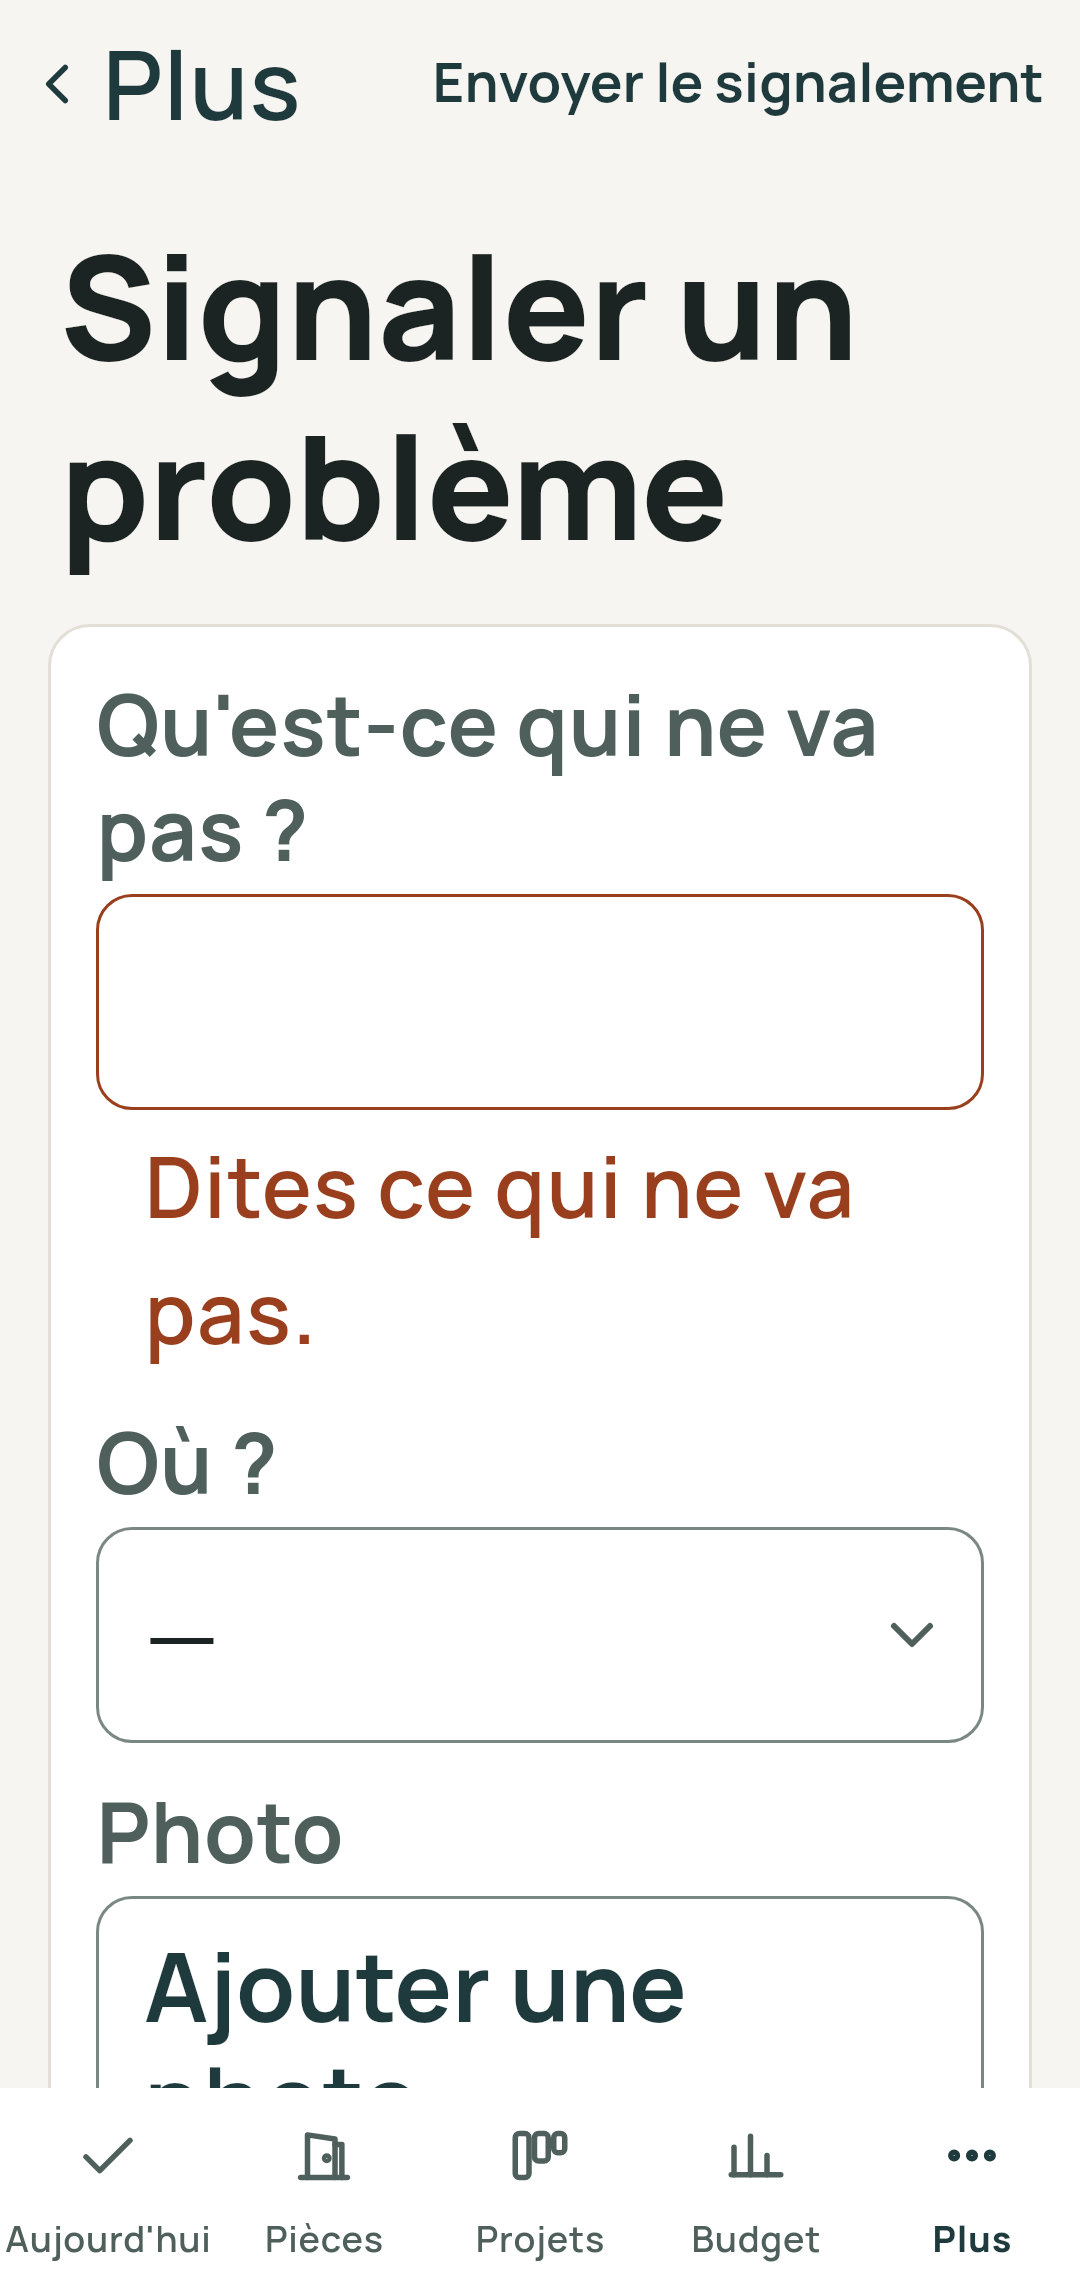 Plus
Envoyer le signalement
Signaler un
problème
Qu'est-ce qui ne va
pas ?
Dites ce qui ne va
pas.
Où ?
—
Photo
Ajouter une
photo
Aujourd'hui
Pièces
Projets
Budget
Plus